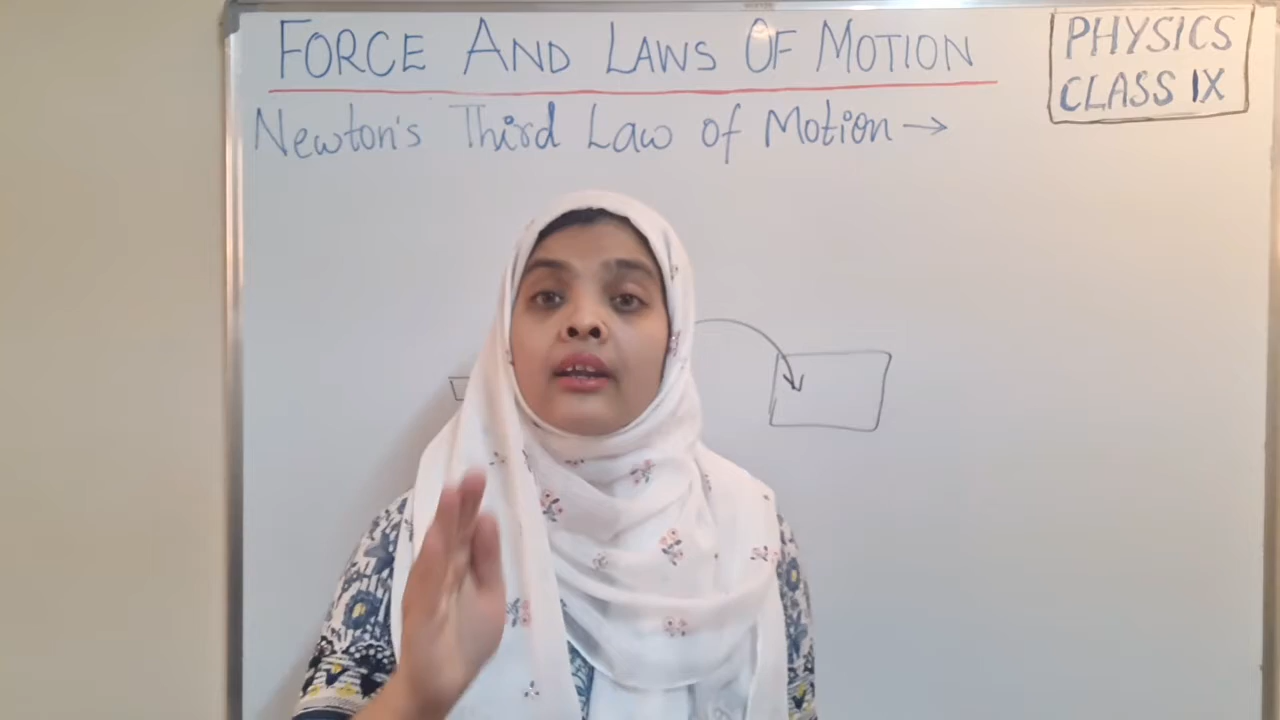 FORCE AND LAWS OF MOTION
PHYSICS
CLASS IX
Newton's Third Law of Motion →